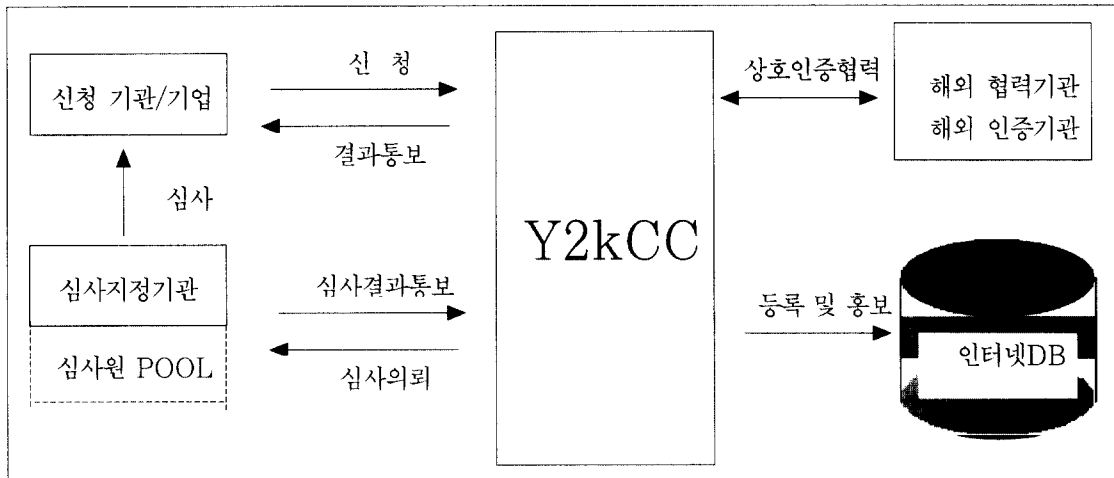 신청 기관/기업
신 청
결과통보
심사
심사지정기관
심사원 POOL
심사결과통보
심사의뢰
Y2kCC
상호인증협력
해외 협력기관
해외 인증기관
등록 및 홍보
인터넷DB